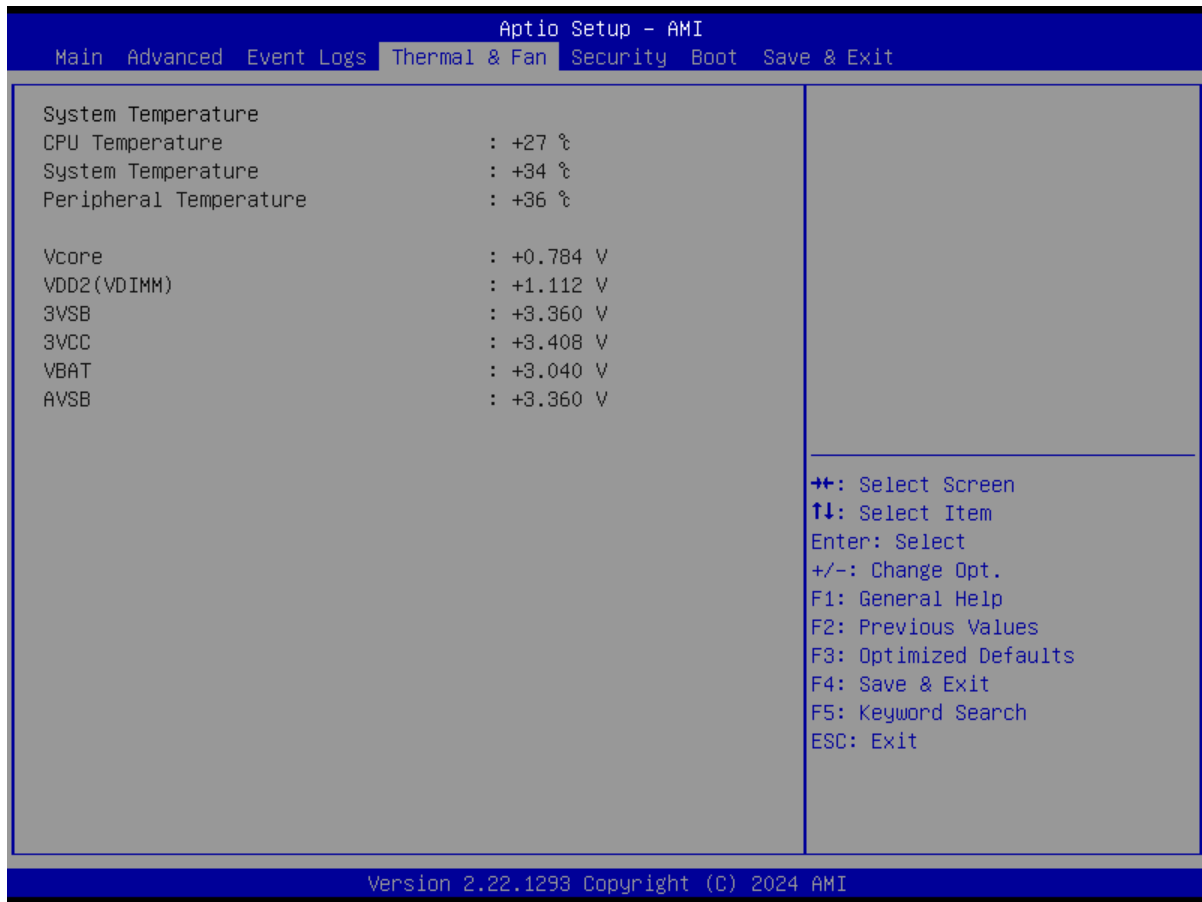 Aptio Setup – AMI
Main Advanced Event Logs Thermal & Fan Security Boot Save & Exit
System Temperature
CPU Temperature : +27 ℃
System Temperature : +34 ℃
Peripheral Temperature : +36 ℃
Vcore : +0.784 V
VDD2(VDIMM) : +1.112 V
3VSB : +3.360 V
3VCC : +3.408 V
VBAT : +3.040 V
AVSB : +3.360 V
→←: Select Screen
↑↓: Select Item
Enter: Select
+/-: Change Opt.
F1: General Help
F2: Previous Values
F3: Optimized Defaults
F4: Save & Exit
F5: Keyword Search
ESC: Exit
Version 2.22.1293 Copyright (C) 2024 AMI